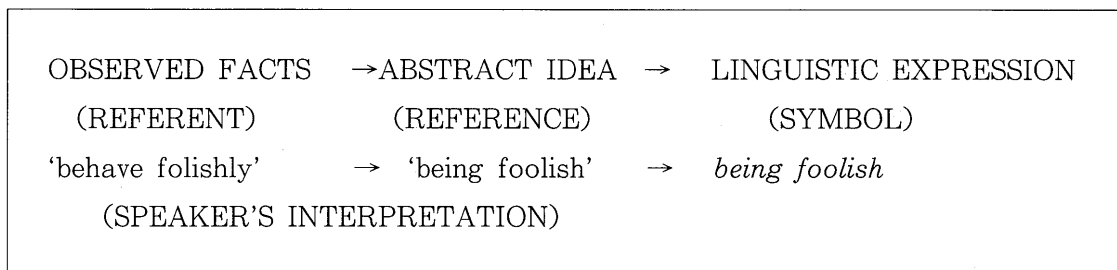 OBSERVED FACTS →ABSTRACT IDEA → LINGUISTIC EXPRESSION
(REFERENT) (REFERENCE) (SYMBOL)
‘behave folishly’ → ‘being foolish’ → being foolish
(SPEAKER'S INTERPRETATION)